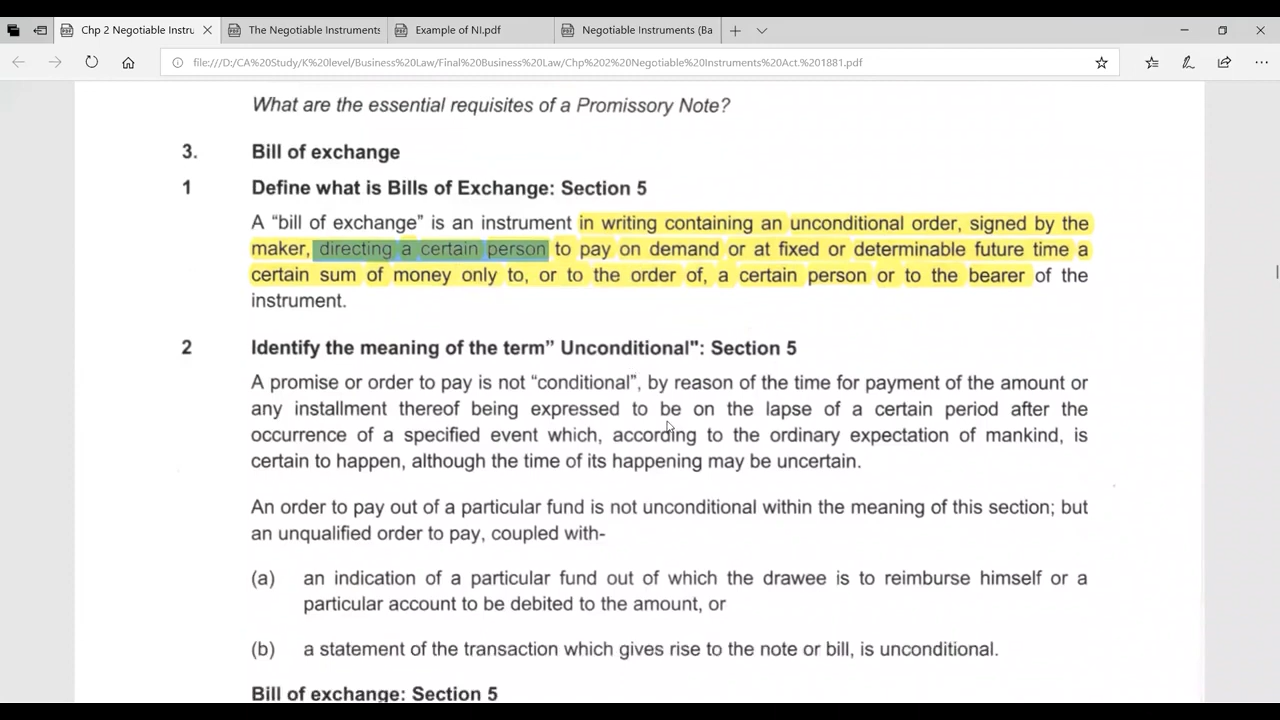 Chp 2 Negotiable Instru
The Negotiable Instruments
Example of NI.pdf
Negotiable Instruments (Ba
file:///D:/CA%20Study/K%20level/Business%20Law/Final%20Business%20Law/Chp%202%20Negotiable%20Instruments%20Act.%201881.pdf
What are the essential requisites of a Promissory Note?
3. Bill of exchange
1 Define what is Bills of Exchange: Section 5
A “bill of exchange” is an instrument in writing containing an unconditional order, signed by the
maker, directing a certain person to pay on demand or at fixed or determinable future time a
certain sum of money only to, or to the order of, a certain person or to the bearer of the
instrument.
2 Identify the meaning of the term” Unconditional": Section 5
A promise or order to pay is not “conditional”, by reason of the time for payment of the amount or
any installment thereof being expressed to be on the lapse of a certain period after the
occurrence of a specified event which, according to the ordinary expectation of mankind, is
certain to happen, although the time of its happening may be uncertain.
An order to pay out of a particular fund is not unconditional within the meaning of this section; but
an unqualified order to pay, coupled with-
(a) an indication of a particular fund out of which the drawee is to reimburse himself or a
particular account to be debited to the amount, or
(b) a statement of the transaction which gives rise to the note or bill, is unconditional.
Bill of exchange: Section 5